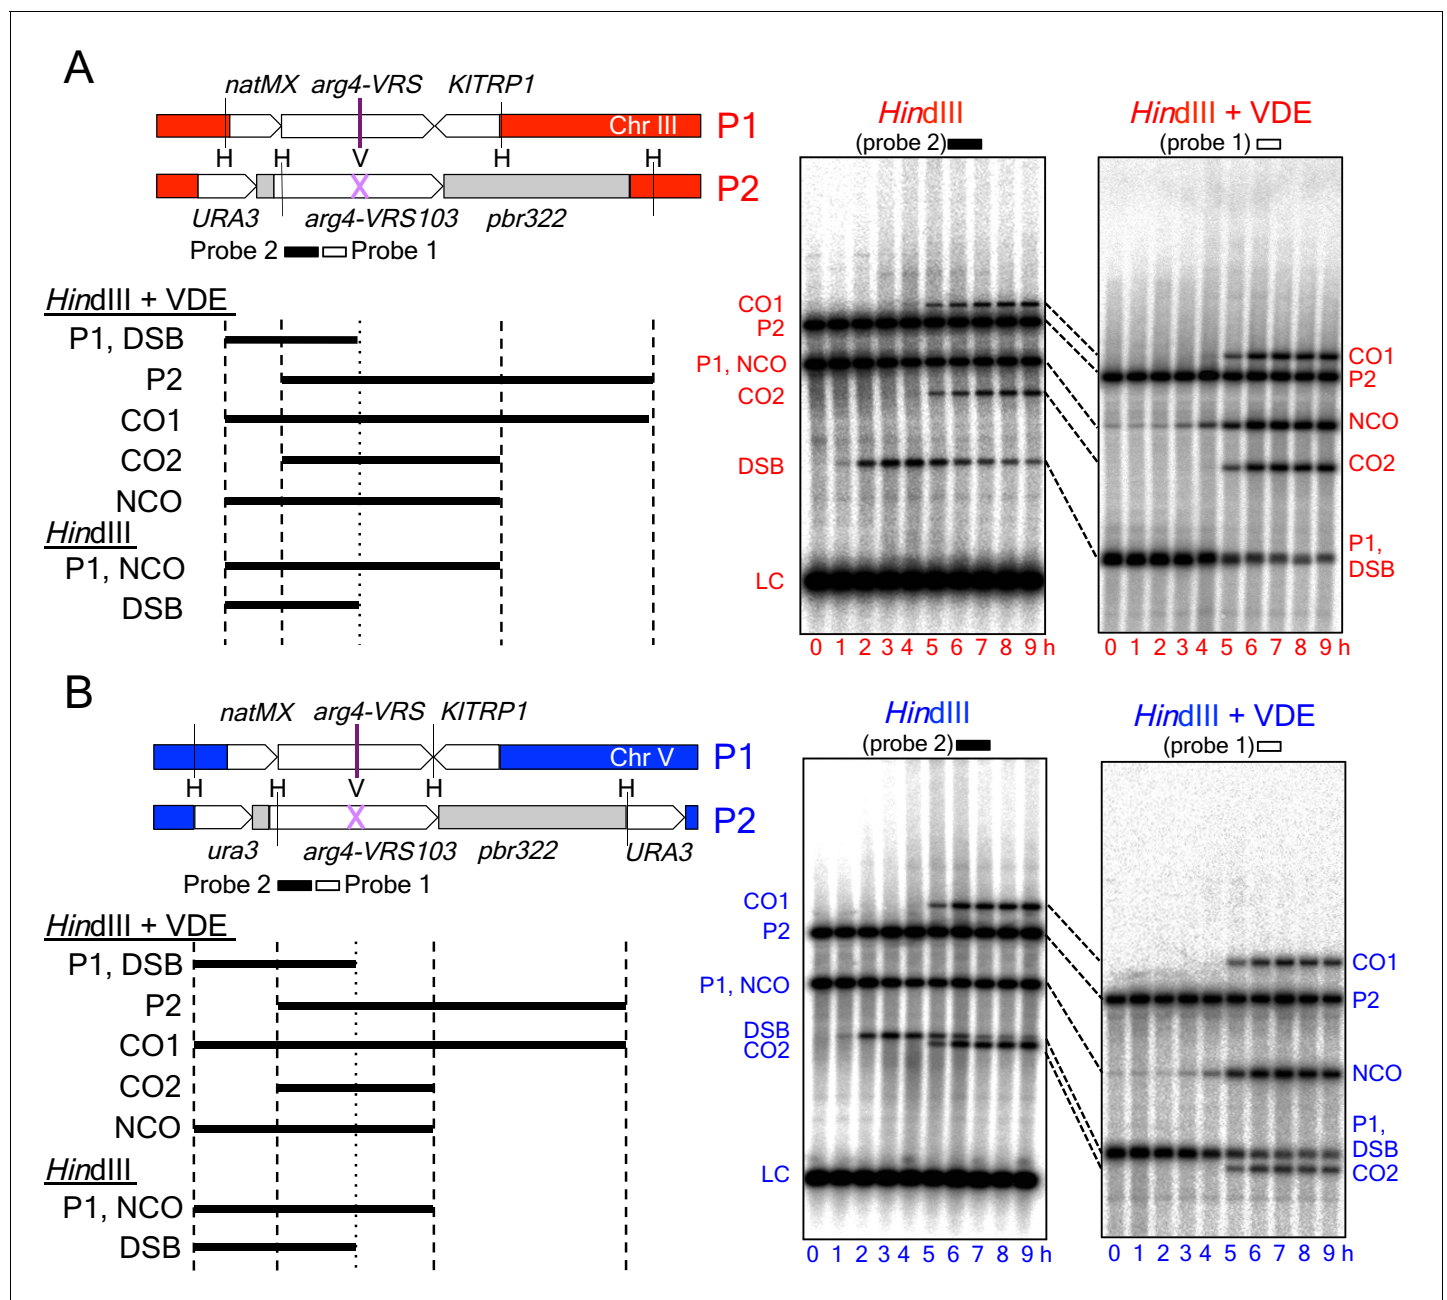 A
natMX arg4-VRS KlTRP1
Chr III P1
H H V H H
X P2
URA3 arg4-VRS103 pbr322
Probe 2 Probe 1
HindIII + VDE
P1, DSB
P2
CO1
CO2
NCO
HindIII
P1, NCO
DSB
HindIII
(probe 2)
CO1
P2
P1, NCO
CO2
DSB
LC
0 1 2 3 4 5 6 7 8 9 h
HindIII + VDE
(probe 1)
CO1
P2
NCO
CO2
P1,
DSB
0 1 2 3 4 5 6 7 8 9 h
B
natMX arg4-VRS KlTRP1
Chr V P1
H H V H H
X P2
ura3 arg4-VRS103 pbr322 URA3
Probe 2 Probe 1
HindIII + VDE
P1, DSB
P2
CO1
CO2
NCO
HindIII
P1, NCO
DSB
HindIII
(probe 2)
CO1
P2
P1, NCO
DSB
CO2
LC
0 1 2 3 4 5 6 7 8 9 h
HindIII + VDE
(probe 1)
CO1
P2
NCO
P1,
DSB
CO2
0 1 2 3 4 5 6 7 8 9 h